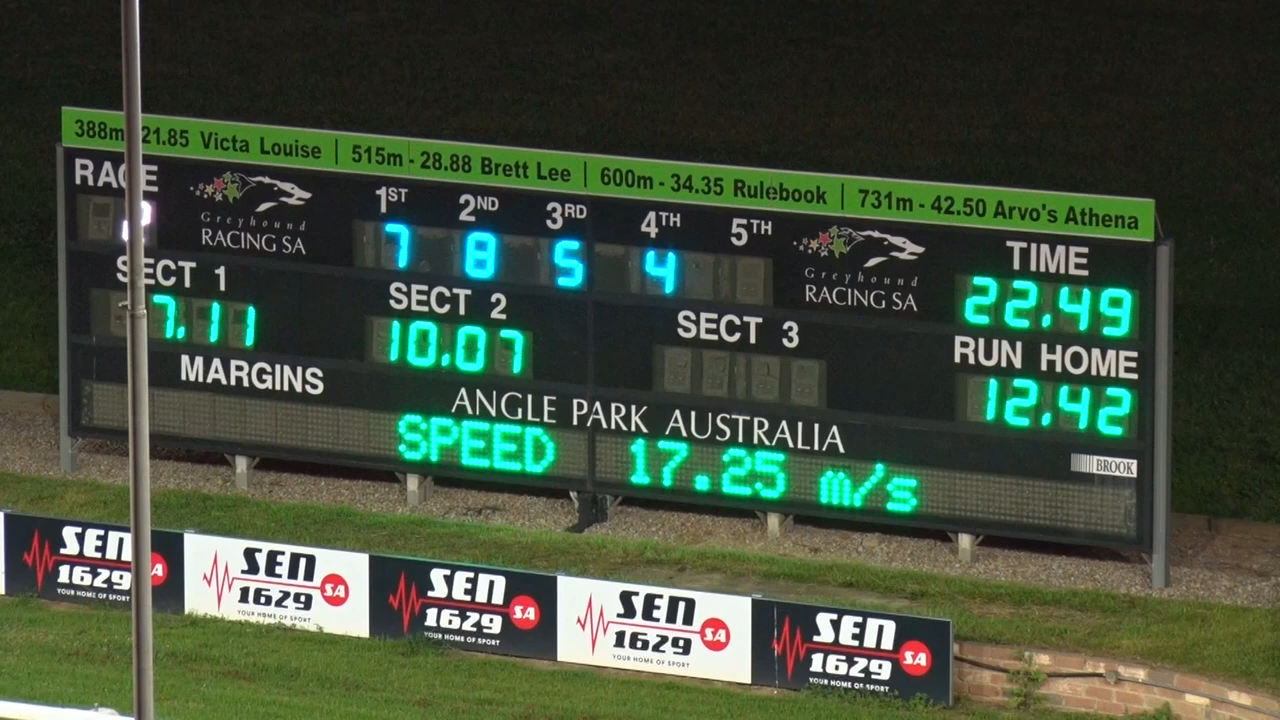 388m 21.85 Victa Louise | 515m - 28.88 Brett Lee | 600m - 34.35 Rulebook | 731m - 42.50 Arvo's Athena
RACE
Greyhound
RACING SA
1ST 2ND 3RD 4TH 5TH
7 8 5 4
Greyhound
RACING SA
TIME
22.49
SECT 1
7.11
SECT 2
10.07
SECT 3
RUN HOME
12.42
MARGINS
ANGLE PARK AUSTRALIA
SPEED 17.25 m/s
BROOK
SEN
1629 SA
YOUR HOME OF SPORT
SEN
1629 SA
YOUR HOME OF SPORT
SEN
1629 SA
YOUR HOME OF SPORT
SEN
1629 SA
YOUR HOME OF SPORT
SEN
1629 SA
YOUR HOME OF SPORT